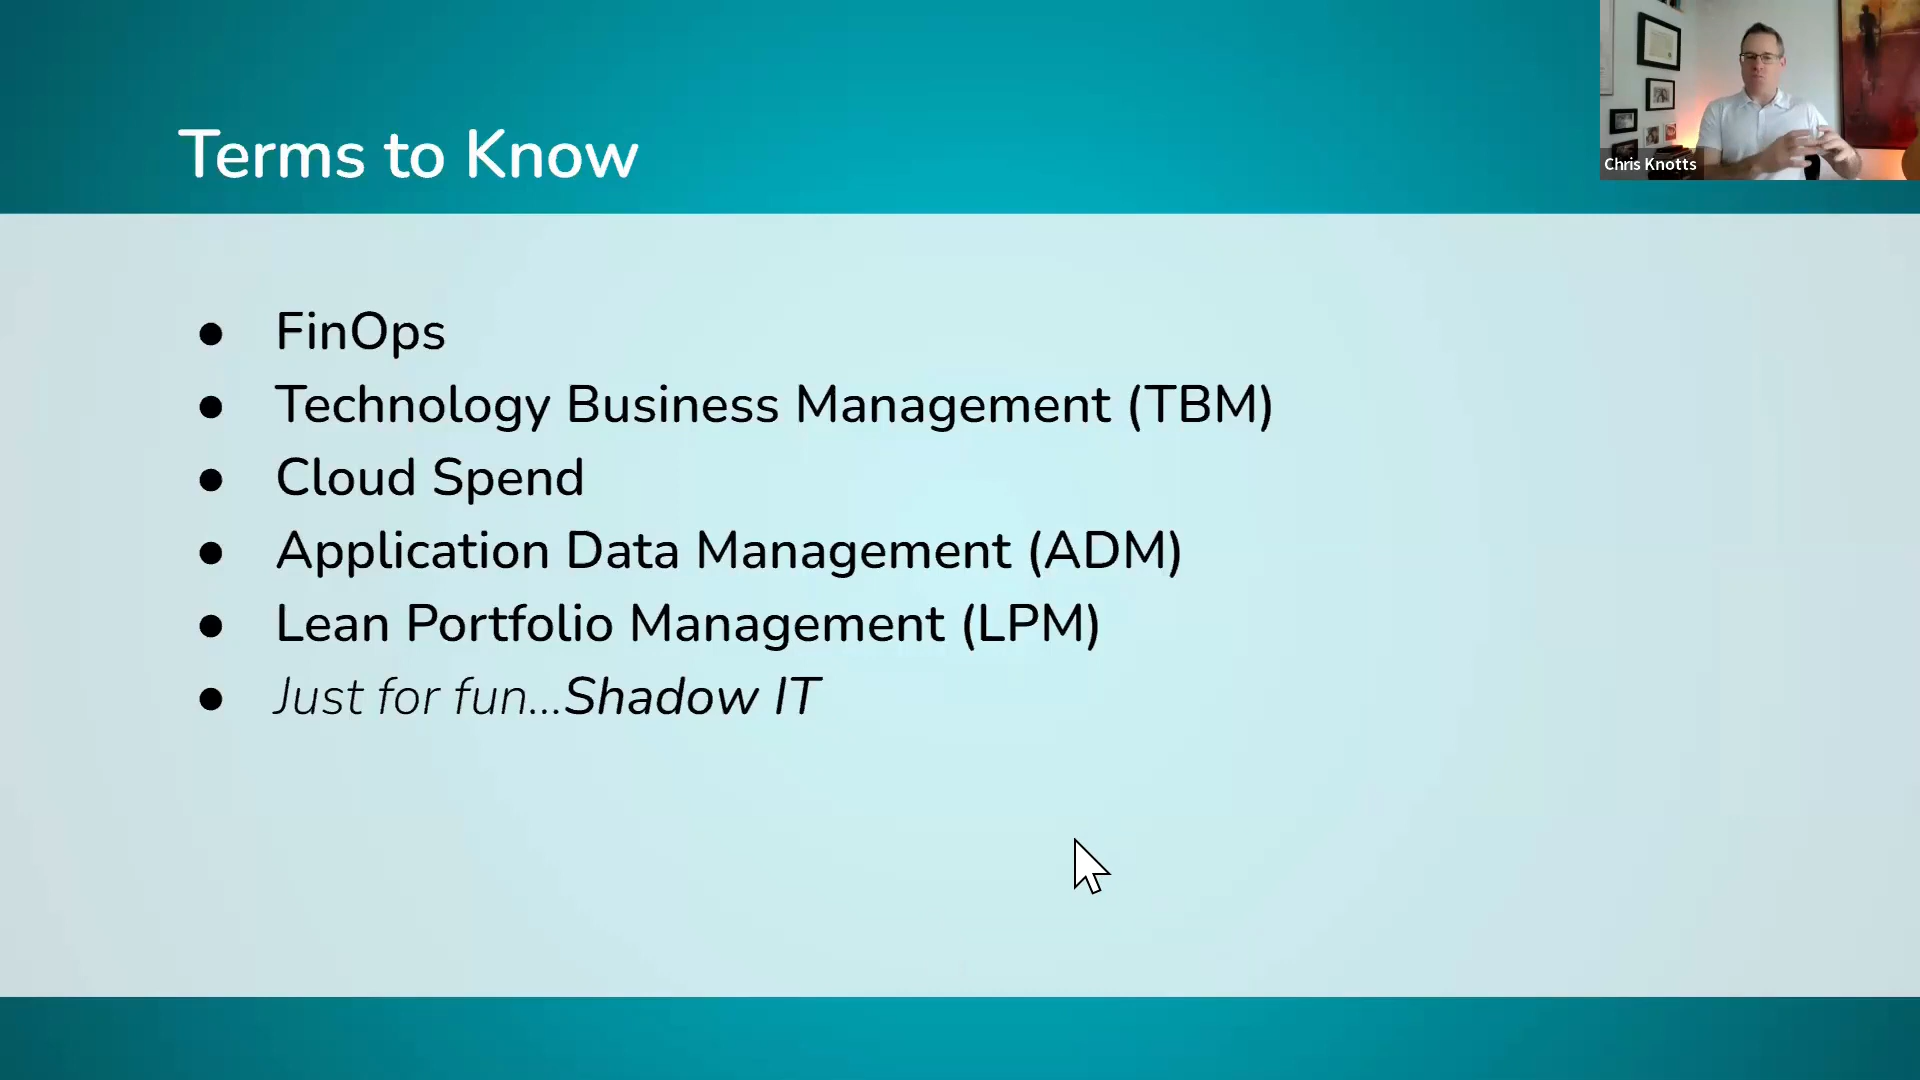 Terms to Know
Chris Knotts
● FinOps
● Technology Business Management (TBM)
● Cloud Spend
● Application Data Management (ADM)
● Lean Portfolio Management (LPM)
● Just for fun...Shadow IT